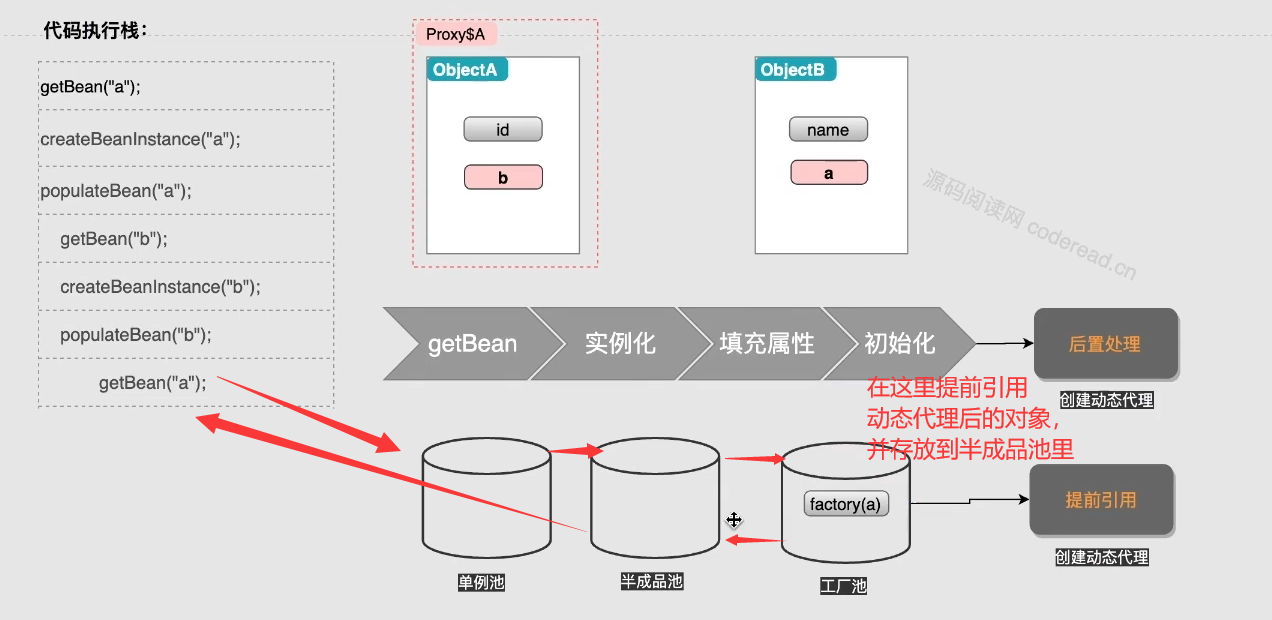 代码执行栈：
getBean("a");
createBeanInstance("a");
populateBean("a");
getBean("b");
createBeanInstance("b");
populateBean("b");
getBean("a");
Proxy$A
ObjectA
id
b
ObjectB
name
a
源码阅读网 coderead.cn
getBean
实例化
填充属性
初始化
后置处理
创建动态代理
在这里提前引用
动态代理后的对象，
并存放到半成品池里
factory(a)
提前引用
创建动态代理
单例池
半成品池
工厂池